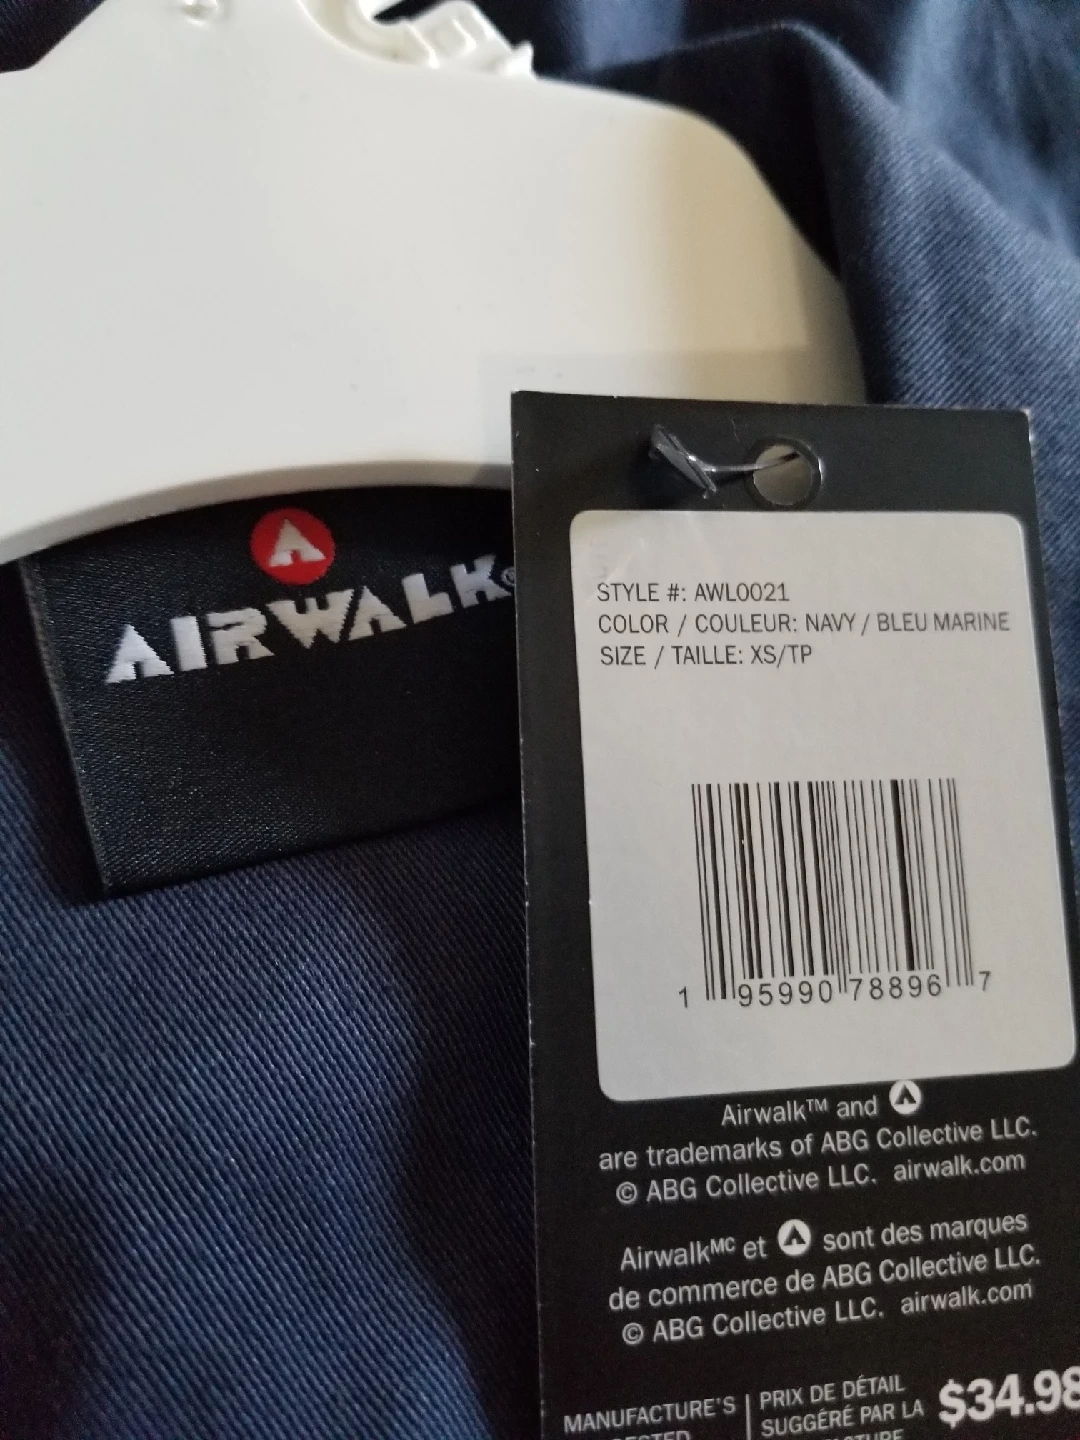 AIRWALK®
STYLE #: AWL0021
COLOR / COULEUR: NAVY / BLEU MARINE
SIZE / TAILLE: XS/TP
1 95990 78896 7
Airwalk™ and
are trademarks of ABG Collective LLC.
© ABG Collective LLC. airwalk.com
Airwalkᴹᶜ et sont des marques
de commerce de ABG Collective LLC.
© ABG Collective LLC. airwalk.com
MANUFACTURE'S
PRIX DE DÉTAIL
SUGGÉRÉ PAR LA
$34.98